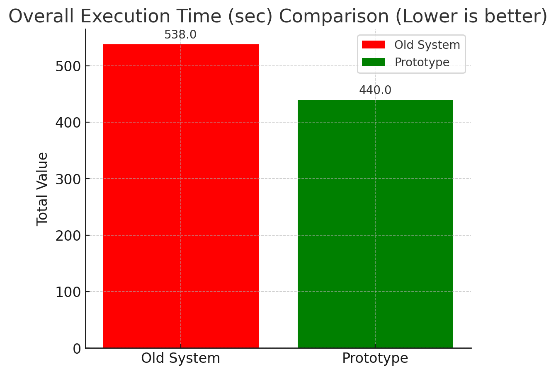 Overall Execution Time (sec) Comparison (Lower is better)
538.0
Old System
Prototype
440.0
500
400
300
200
100
0
Total Value
Old System
Prototype